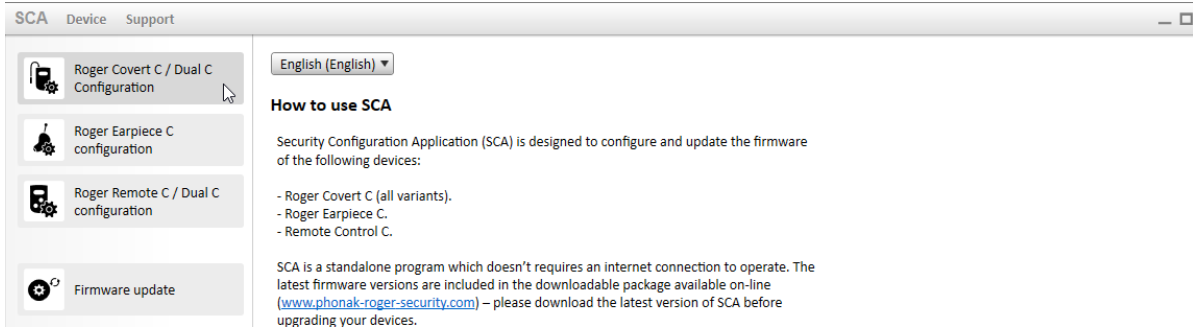 SCA Device Support
Roger Covert C / Dual C
Configuration
Roger Earpiece C
configuration
Roger Remote C / Dual C
configuration
Firmware update
English (English)
How to use SCA
Security Configuration Application (SCA) is designed to configure and update the firmware
of the following devices:
- Roger Covert C (all variants).
- Roger Earpiece C.
- Remote Control C.
SCA is a standalone program which doesn’t requires an internet connection to operate. The
latest firmware versions are included in the downloadable package available on-line
(www.phonak-roger-security.com) – please download the latest version of SCA before
upgrading your devices.